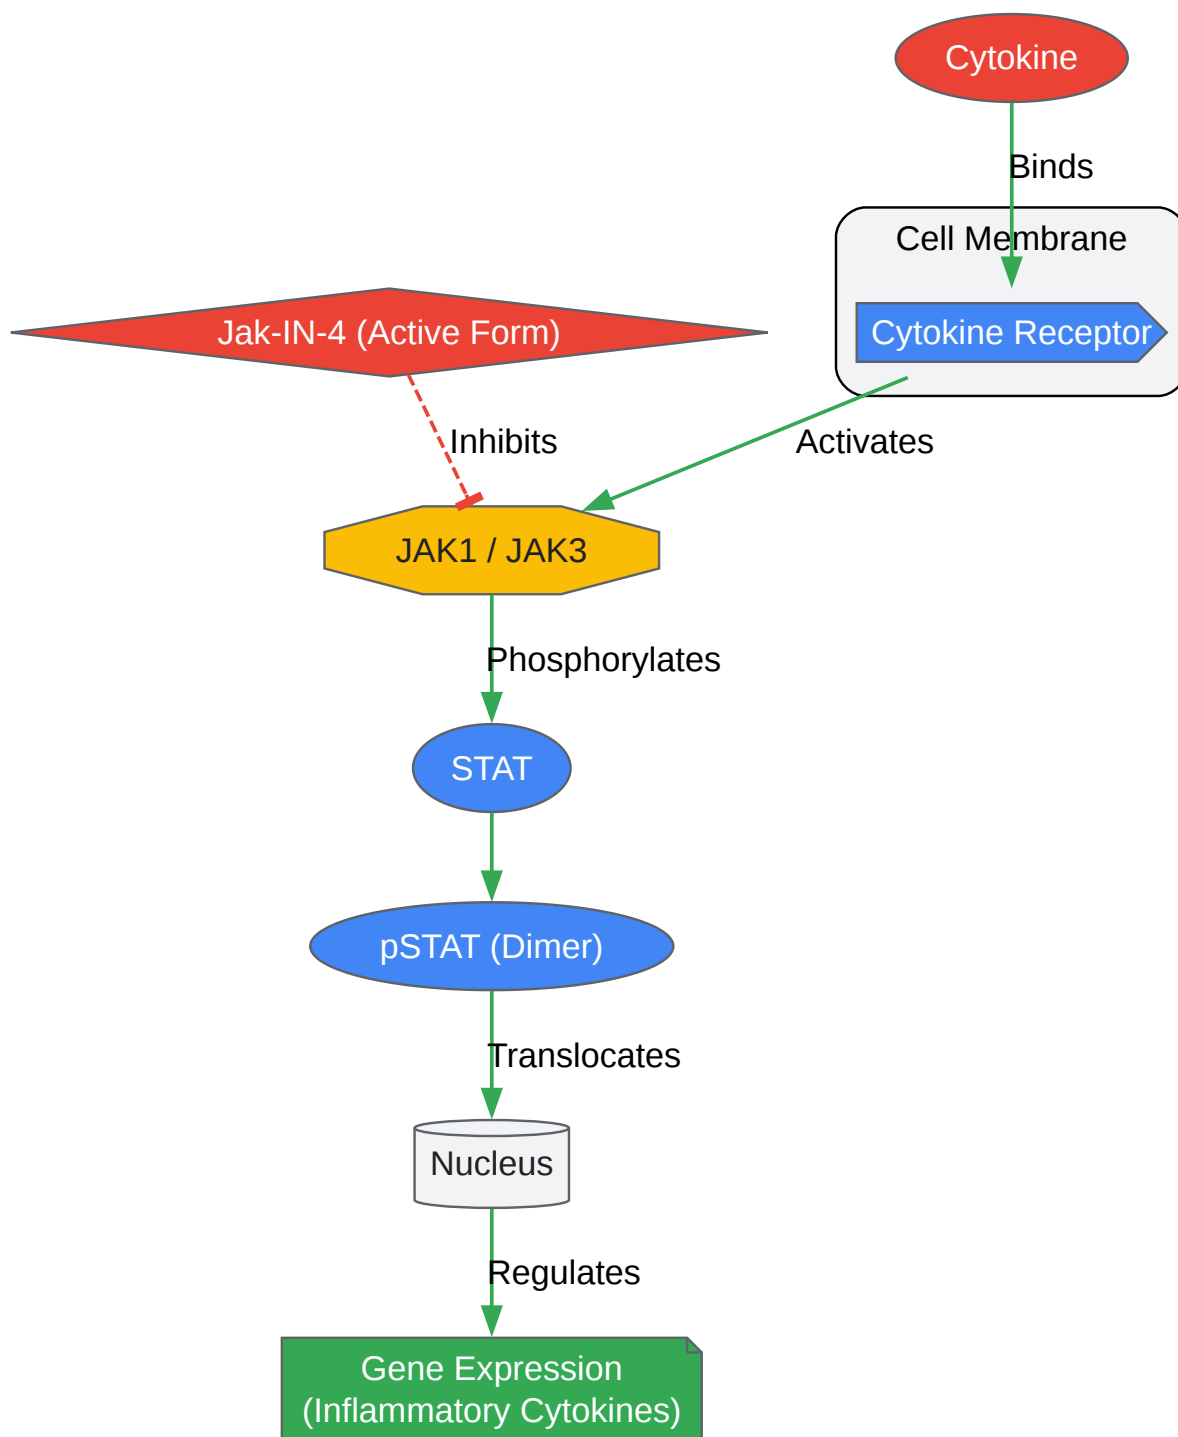 Cytokine
Binds
Cell Membrane
Jak-IN-4 (Active Form)
Cytokine Receptor
Inhibits
Activates
JAK1 / JAK3
Phosphorylates
STAT
pSTAT (Dimer)
Translocates
Nucleus
Regulates
Gene Expression
(Inflammatory Cytokines)